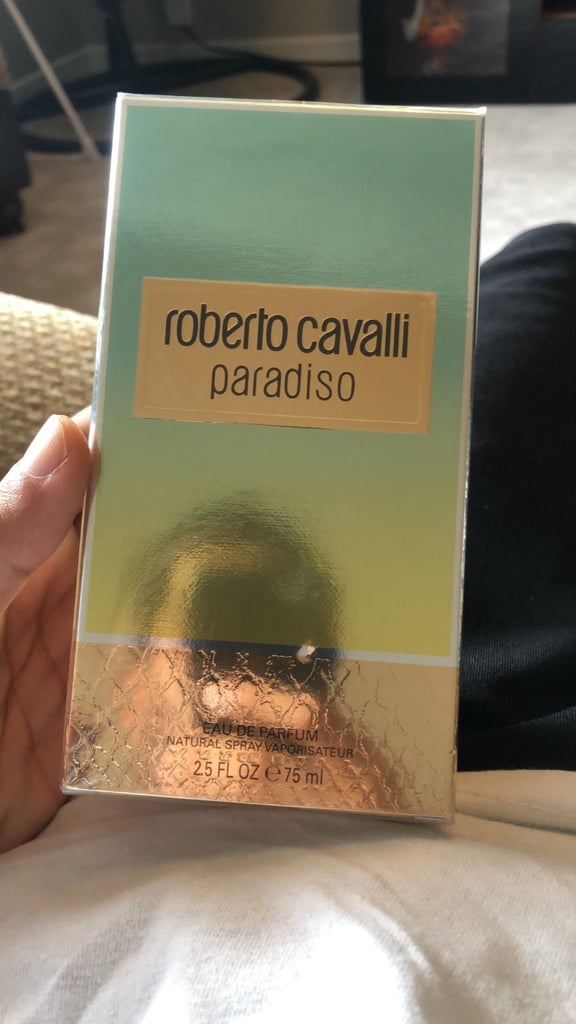 roberto cavalli
paradiso
EAU DE PARFUM
NATURAL SPRAY VAPORISATEUR
2.5 FL OZ ℮ 75 ml